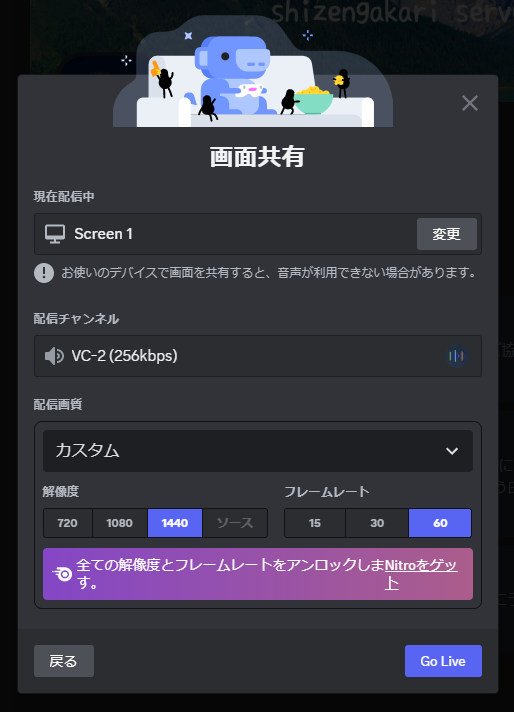 shizengakari serv
画面共有
現在配信中
Screen 1
変更
お使いのデバイスで画面を共有すると、音声が利用できない場合があります。
配信チャンネル
VC-2 (256kbps)
配信画質
カスタム
解像度
フレームレート
720 1080 1440 ソース
15 30 60
全ての解像度とフレームレートをアンロックしま
す。
Nitroをゲッ
ト
戻る
Go Live